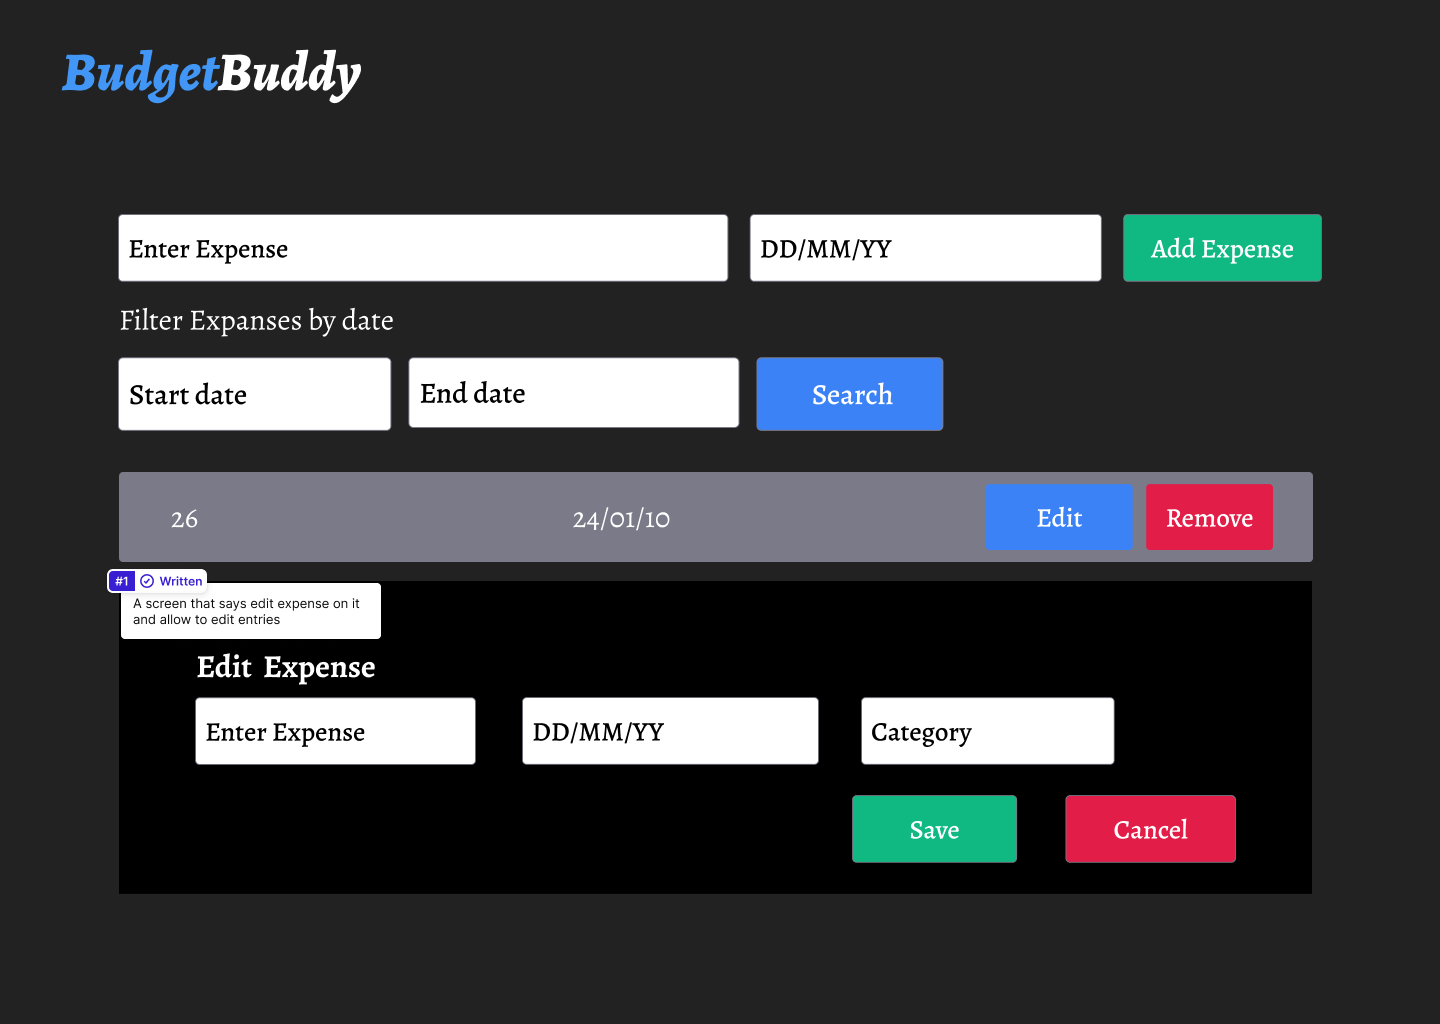 BudgetBuddy
Enter Expense DD/MM/YY Add Expense
Filter Expanses by date
Start date End date Search
26 24/01/10 Edit Remove
#1 Written
A screen that says edit expense on it
and allow to edit entries
Edit Expense
Enter Expense DD/MM/YY Category
Save Cancel